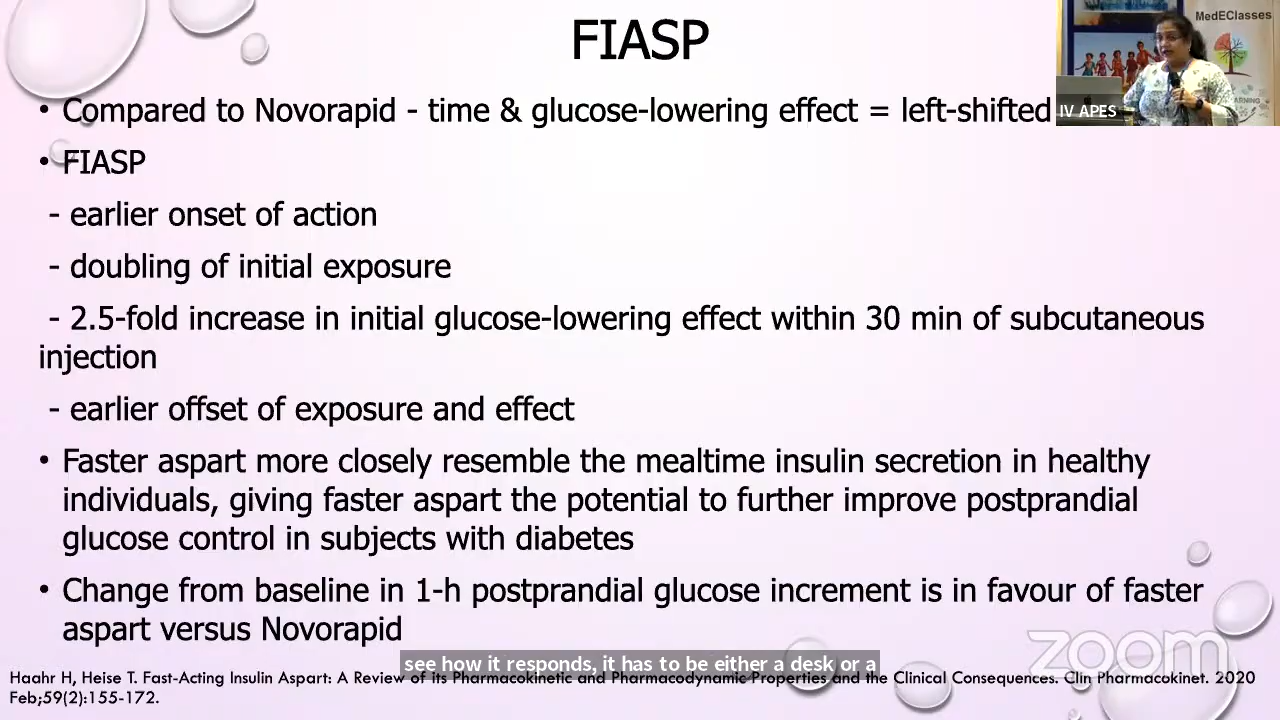 FIASP
MedEClasses
• Compared to Novorapid - time & glucose-lowering effect = left-shifted
IV APES
• FIASP
- earlier onset of action
- doubling of initial exposure
- 2.5-fold increase in initial glucose-lowering effect within 30 min of subcutaneous
injection
- earlier offset of exposure and effect
• Faster aspart more closely resemble the mealtime insulin secretion in healthy
individuals, giving faster aspart the potential to further improve postprandial
glucose control in subjects with diabetes
• Change from baseline in 1-h postprandial glucose increment is in favour of faster
aspart versus Novorapid
zoom
see how it responds, it has to be either a desk or a
Haahr H, Heise T. Fast-Acting Insulin Aspart: A Review of its Pharmacokinetic and Pharmacodynamic Properties and the Clinical Consequences. Clin Pharmacokinet. 2020
Feb;59(2):155-172.